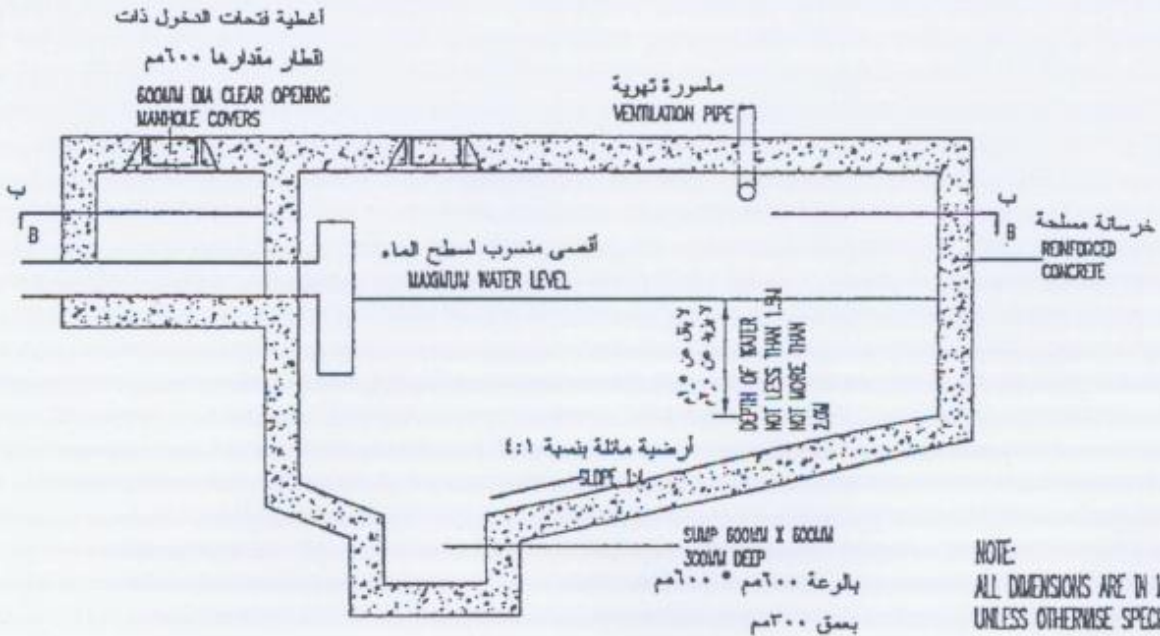 أغطية فتحات الدخول ذات
اقطار مقدارها ٦٠٠مم
600MM DIA CLEAR OPENING
MANHOLE COVERS
ماسورة تهوية
VENTILATION PIPE
ب
B
ب
B
خرسانة مسلحة
REINFORCED
CONCRETE
أقصى منسوب لسطح الماء
MAXIMUM WATER LEVEL
DEPTH OF WATER
NOT LESS THAN 1.5M
NOT MORE THAN
2.0M
أرضية مائلة بنسبة ٤:١
SLOPE 1:4
SUMP 600MM X 600MM
300MM DEEP
بالوعة ٦٠٠مم * ٦٠٠مم
بعمق ٣٠٠مم
NOTE
ALL DIMENSIONS ARE IN
UNLESS OTHERWISE SPEC